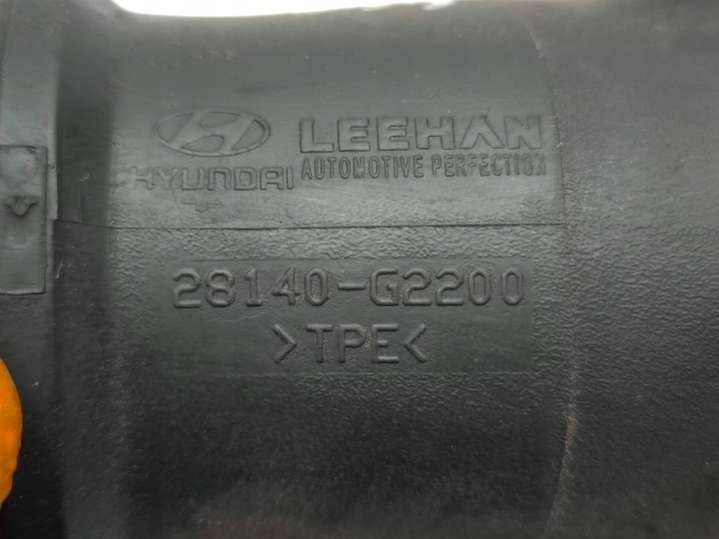 HYUNDAI
LEEHAN
AUTOMOTIVE PERFECTION
28140-G2200
>TPE<